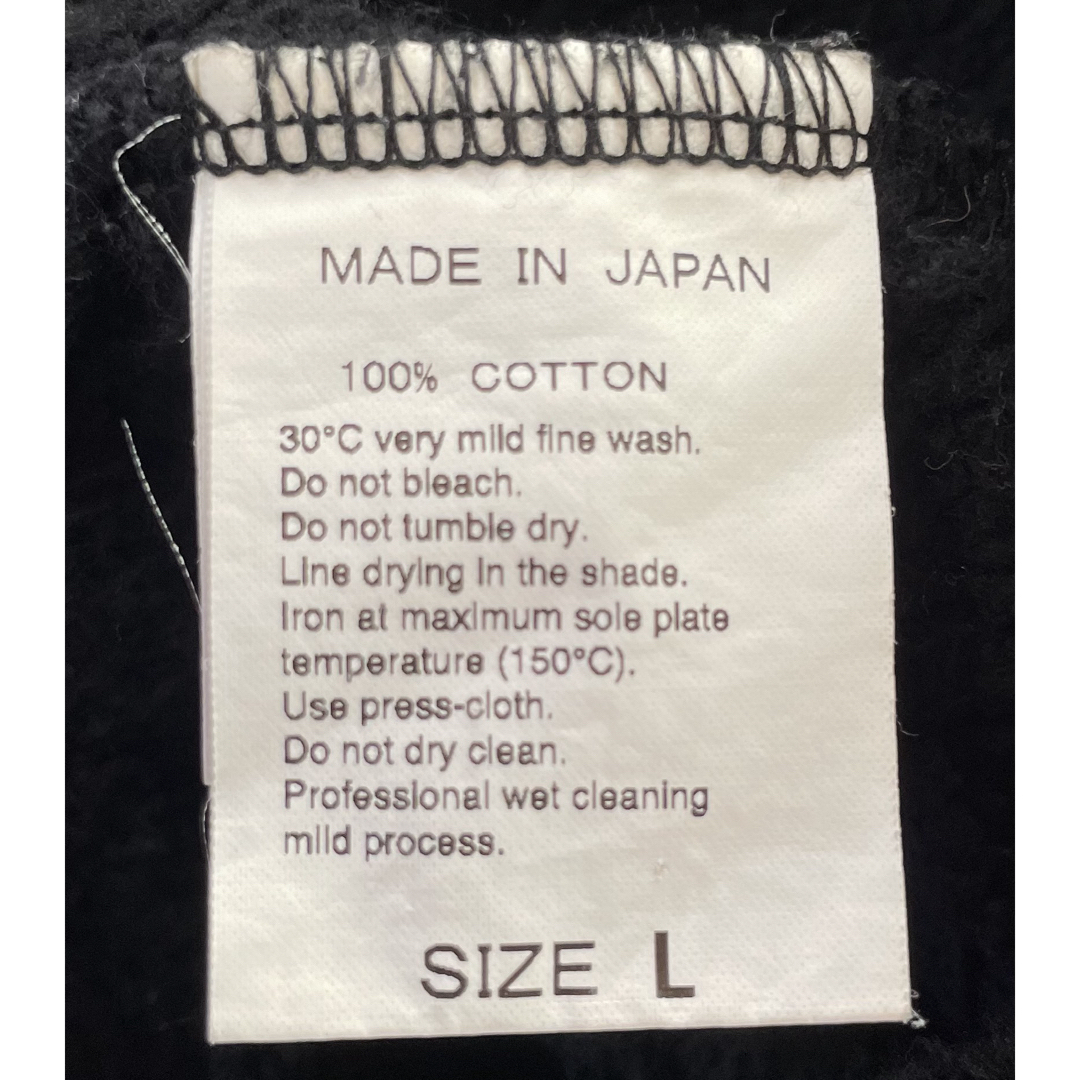 MADE IN JAPAN
100% COTTON
30°C very mild fine wash.
Do not bleach.
Do not tumble dry.
Line drying in the shade.
Iron at maximum sole plate
temperature (150°C).
Use press-cloth.
Do not dry clean.
Professional wet cleaning
mild process.
SIZE L